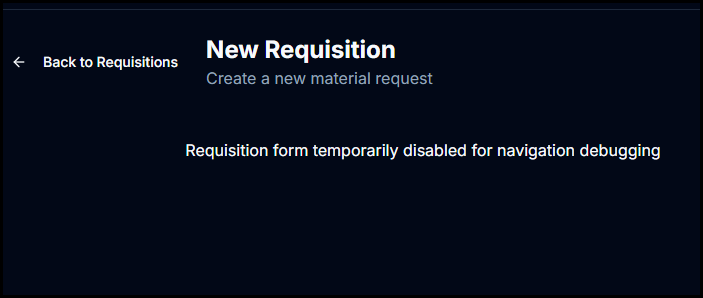 New Requisition
Back to Requisitions
Create a new material request
Requisition form temporarily disabled for navigation debugging